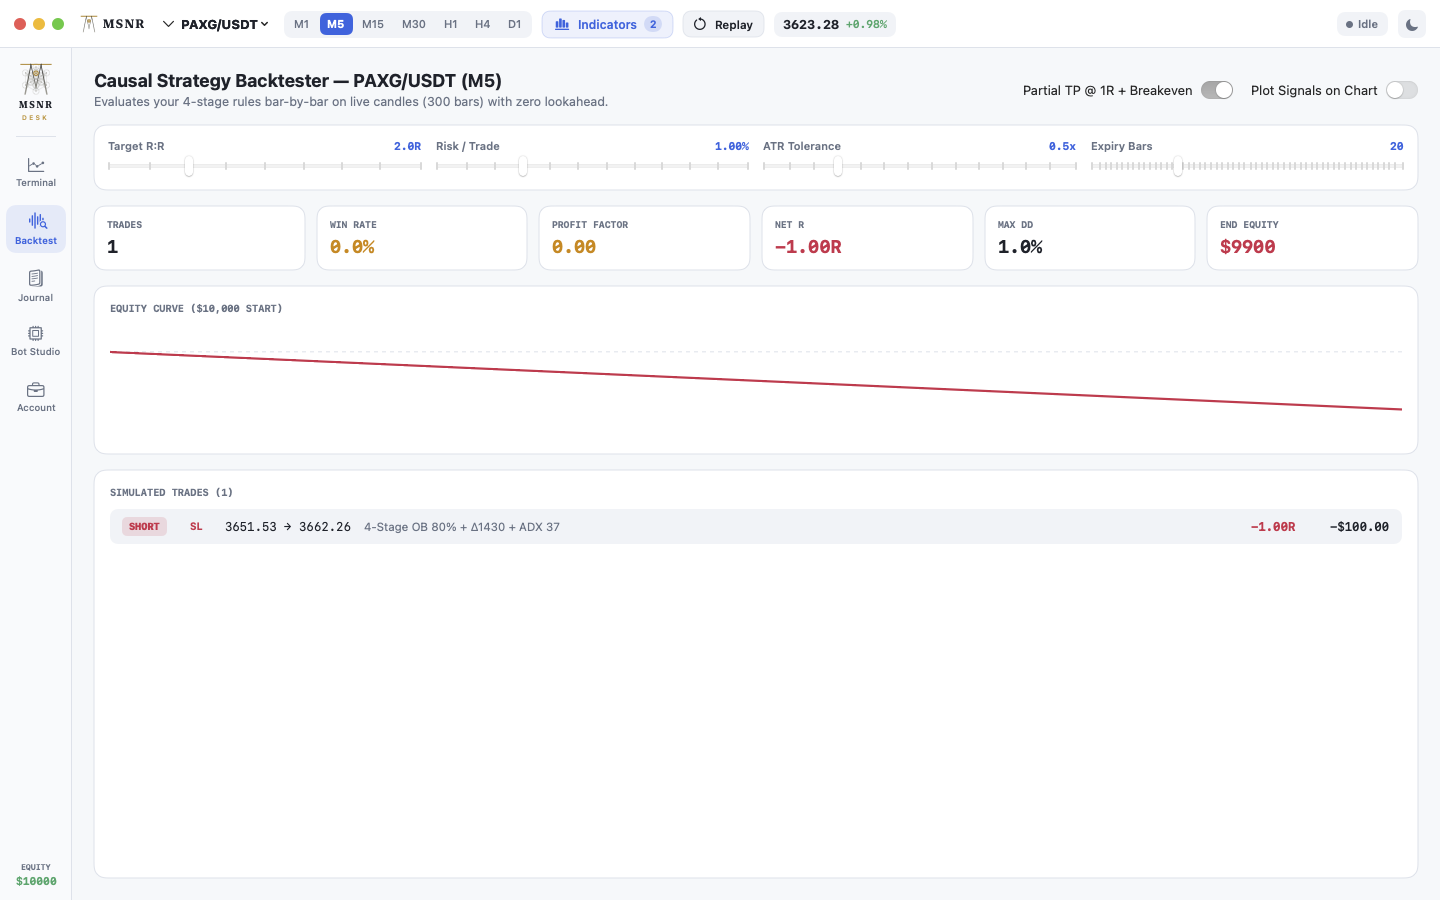 MSNR
PAXG/USDT
M1 M5 M15 M30 H1 H4 D1
Indicators 2
Replay
3623.28 +0.98%
Idle
MSNR
DESK
Terminal
Backtest
Journal
Bot Studio
Account
EQUITY
$10000
Causal Strategy Backtester — PAXG/USDT (M5)
Evaluates your 4-stage rules bar-by-bar on live candles (300 bars) with zero lookahead.
Partial TP @ 1R + Breakeven
Plot Signals on Chart
Target R:R 2.0R
Risk / Trade 1.00%
ATR Tolerance 0.5x
Expiry Bars 20
TRADES
1
WIN RATE
0.0%
PROFIT FACTOR
0.00
NET R
−1.00R
MAX DD
1.0%
END EQUITY
$9900
EQUITY CURVE ($10,000 START)
SIMULATED TRADES (1)
SHORT SL 3651.53 → 3662.26 4-Stage OB 80% + Δ1430 + ADX 37 −1.00R −$100.00